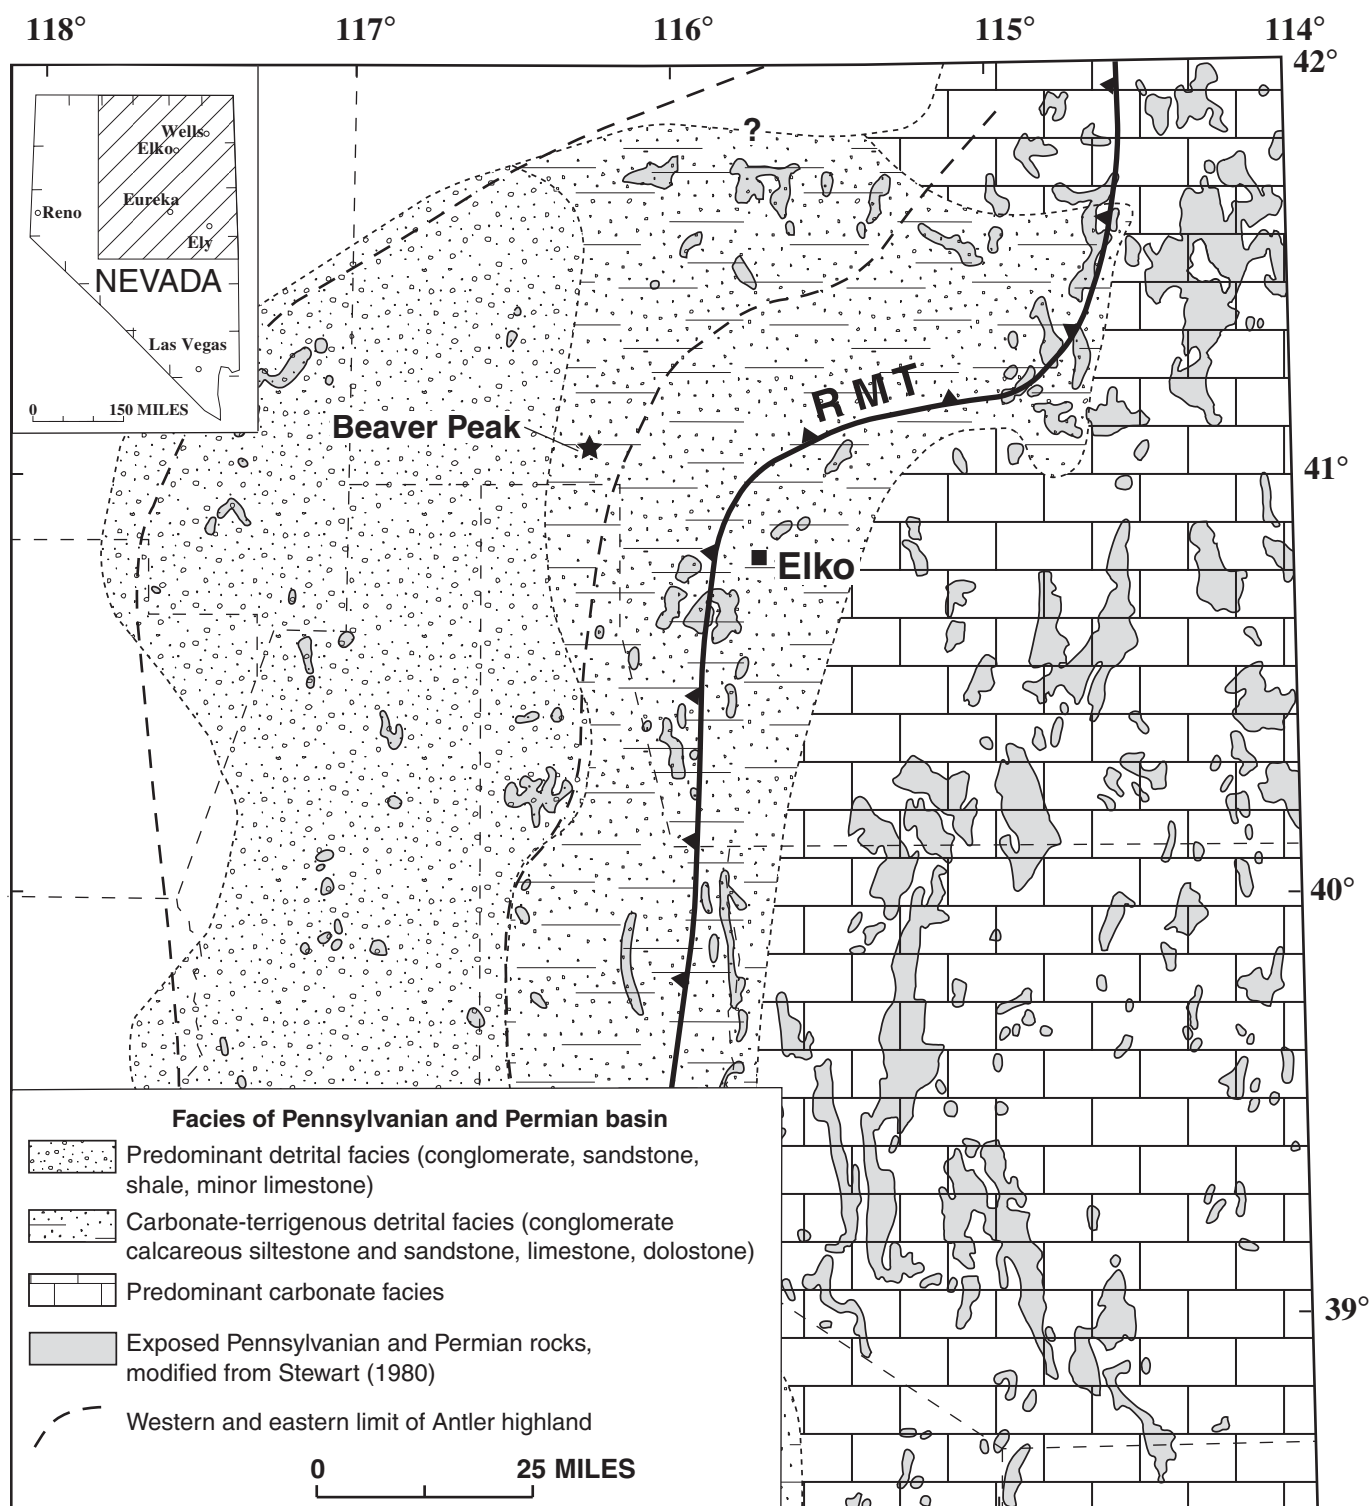 118° 117° 116° 115° 114°
42°
Wells
Elko
Eureka
Reno
Ely
NEVADA
Las Vegas
0 150 MILES
?
RMT
Beaver Peak
41°
Elko
40°
Facies of Pennsylvanian and Permian basin
Predominant detrital facies (conglomerate, sandstone,
shale, minor limestone)
Carbonate-terrigenous detrital facies (conglomerate
calcareous siltestone and sandstone, limestone, dolostone)
Predominant carbonate facies
39°
Exposed Pennsylvanian and Permian rocks,
modified from Stewart (1980)
Western and eastern limit of Antler highland
0 25 MILES